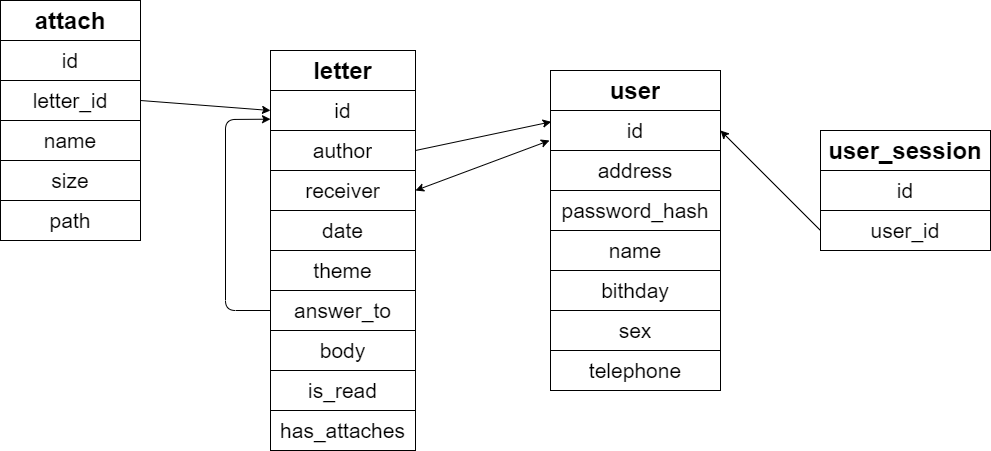 attach
id
letter_id
name
size
path
letter
id
author
receiver
date
theme
answer_to
body
is_read
has_attaches
user
id
address
password_hash
name
bithday
sex
telephone
user_session
id
user_id